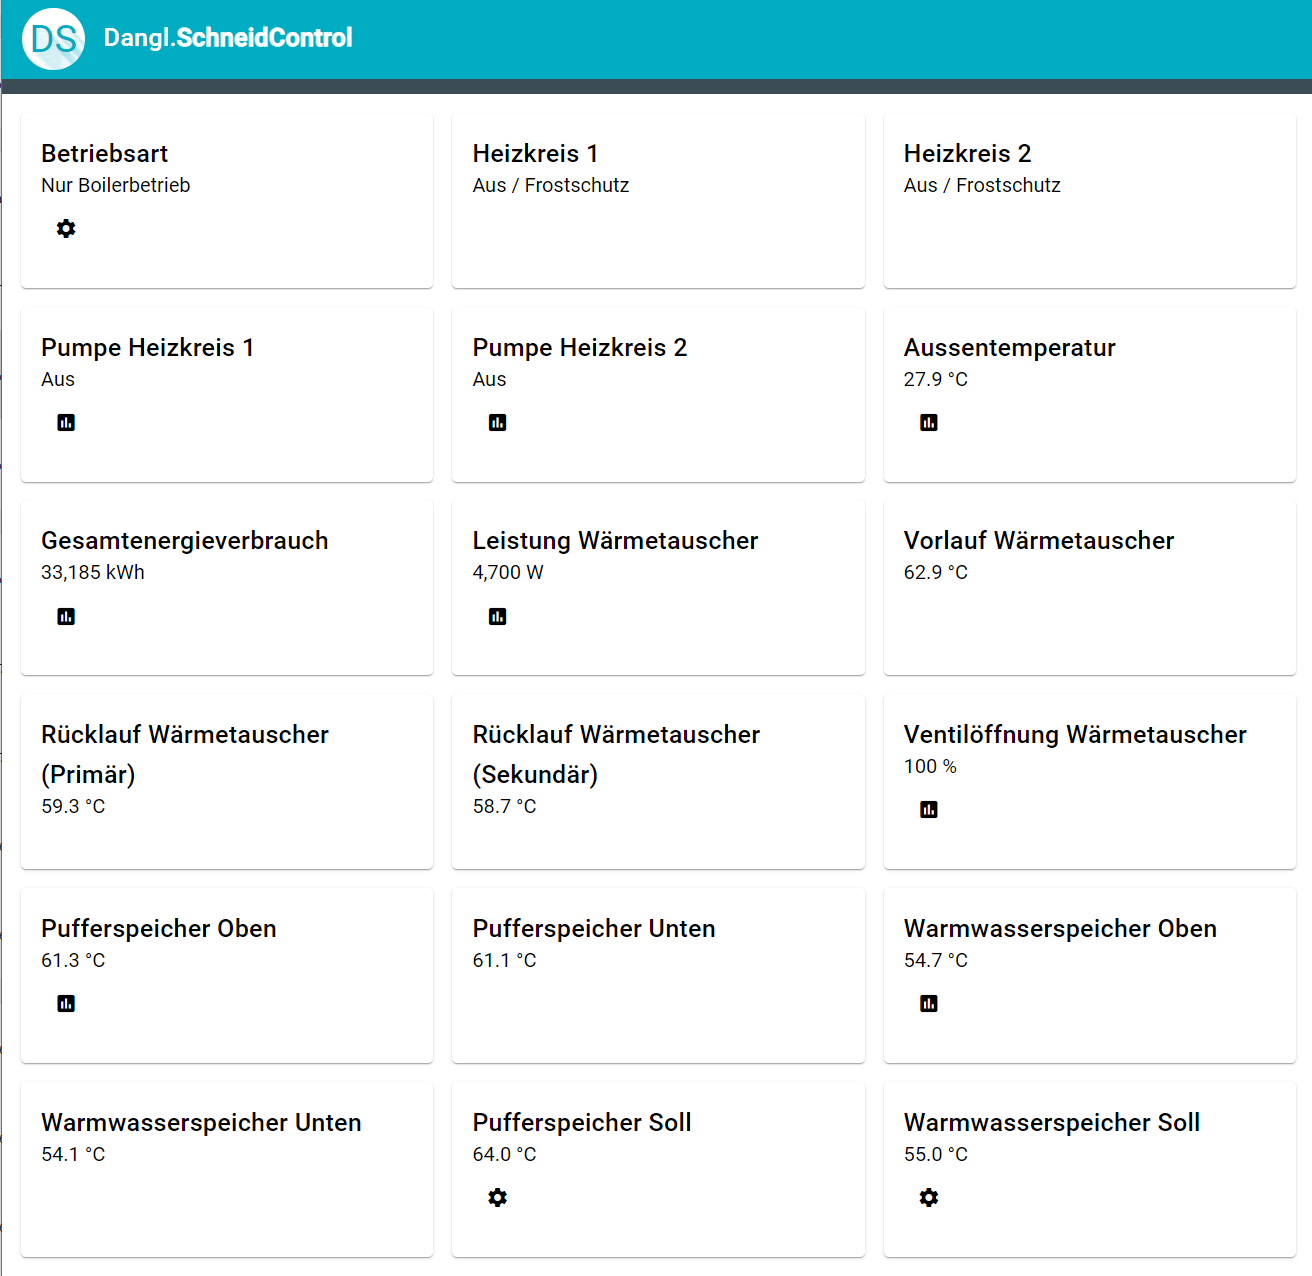 DS Dangl.SchneidControl
Betriebsart
Nur Boilerbetrieb
Heizkreis 1
Aus / Frostschutz
Heizkreis 2
Aus / Frostschutz
Pumpe Heizkreis 1
Aus
Pumpe Heizkreis 2
Aus
Aussentemperatur
27.9 °C
Gesamtenergieverbrauch
33,185 kWh
Leistung Wärmetauscher
4,700 W
Vorlauf Wärmetauscher
62.9 °C
Rücklauf Wärmetauscher
(Primär)
59.3 °C
Rücklauf Wärmetauscher
(Sekundär)
58.7 °C
Ventilöffnung Wärmetauscher
100 %
Pufferspeicher Oben
61.3 °C
Pufferspeicher Unten
61.1 °C
Warmwasserspeicher Oben
54.7 °C
Warmwasserspeicher Unten
54.1 °C
Pufferspeicher Soll
64.0 °C
Warmwasserspeicher Soll
55.0 °C